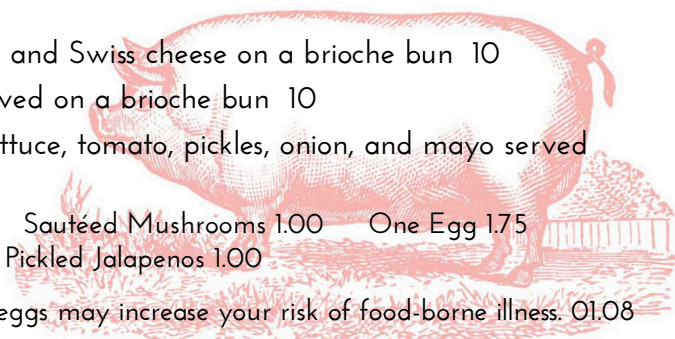 and Swiss cheese on a brioche bun 10
ved on a brioche bun 10
ttuce, tomato, pickles, onion, and mayo served
Sautéed Mushrooms 1.00 One Egg 1.75
Pickled Jalapenos 1.00
eggs may increase your risk of food-borne illness. 01.08